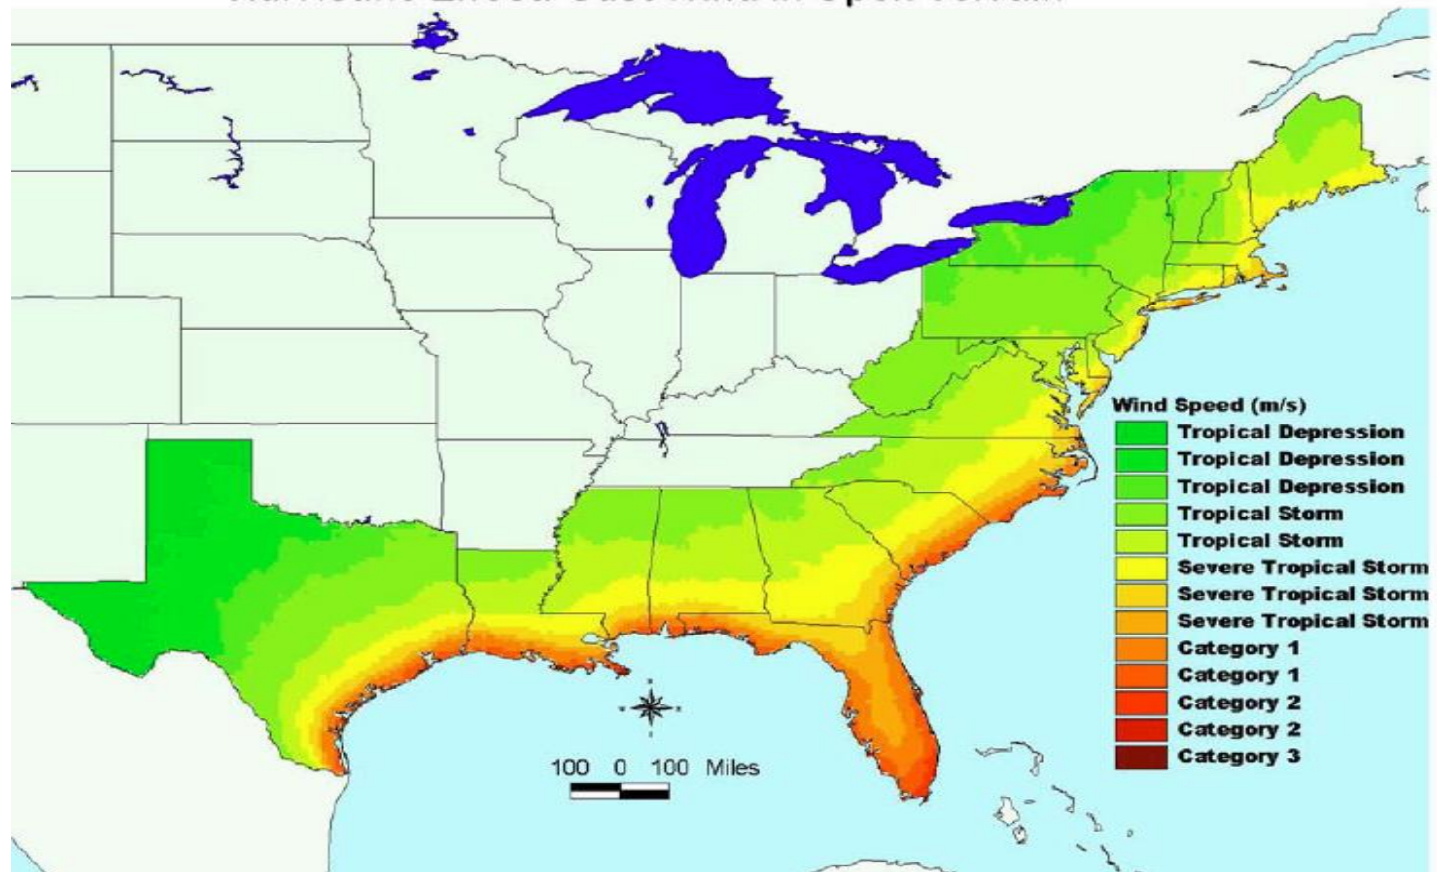 Wind Speed (m/s)
Tropical Depression
Tropical Depression
Tropical Depression
Tropical Storm
Tropical Storm
Severe Tropical Storm
Severe Tropical Storm
Severe Tropical Storm
Category 1
Category 1
Category 2
Category 2
Category 3
100 0 100 Miles